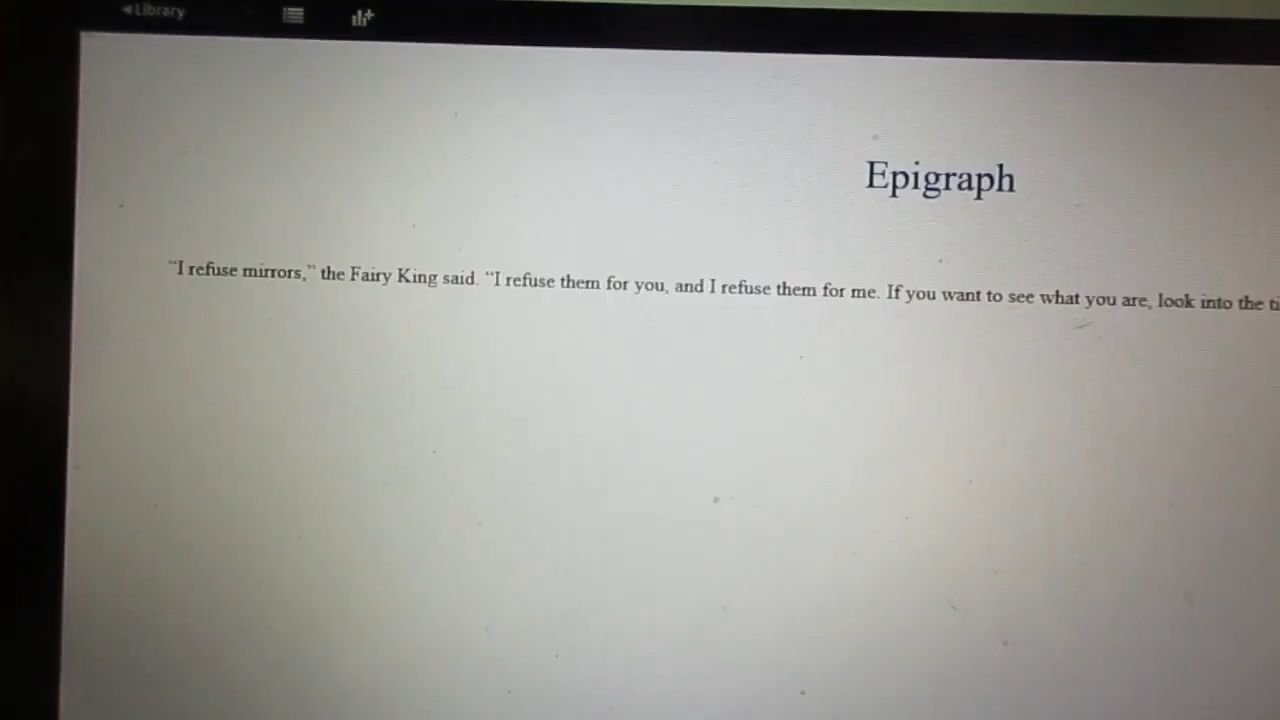 Library
Epigraph
“I refuse mirrors,” the Fairy King said. “I refuse them for you, and I refuse them for me. If you want to see what you are, look into the